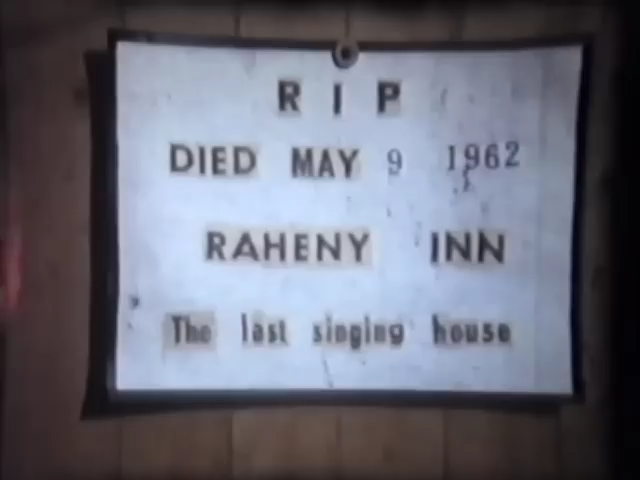 R I P
DIED MAY 9 1962
RAHENY INN
The last singing house